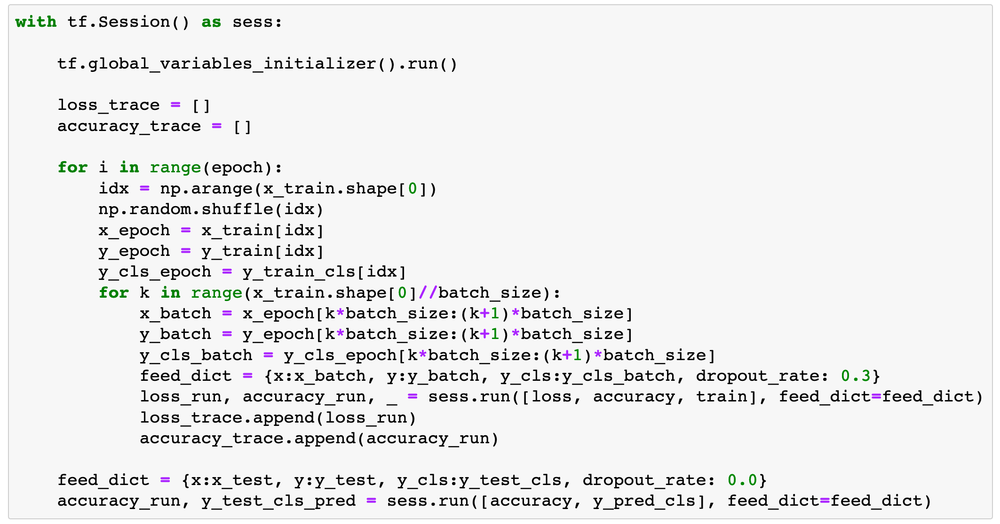 with tf.Session() as sess:
    tf.global_variables_initializer().run()
    loss_trace = []
    accuracy_trace = []
    for i in range(epoch):
        idx = np.arange(x_train.shape[0])
        np.random.shuffle(idx)
        x_epoch = x_train[idx]
        y_epoch = y_train[idx]
        y_cls_epoch = y_train_cls[idx]
        for k in range(x_train.shape[0]//batch_size):
            x_batch = x_epoch[k*batch_size:(k+1)*batch_size]
            y_batch = y_epoch[k*batch_size:(k+1)*batch_size]
            y_cls_batch = y_cls_epoch[k*batch_size:(k+1)*batch_size]
            feed_dict = {x:x_batch, y:y_batch, y_cls:y_cls_batch, dropout_rate: 0.3}
            loss_run, accuracy_run, _ = sess.run([loss, accuracy, train], feed_dict=feed_dict)
            loss_trace.append(loss_run)
            accuracy_trace.append(accuracy_run)
    feed_dict = {x:x_test, y:y_test, y_cls:y_test_cls, dropout_rate: 0.0}
    accuracy_run, y_test_cls_pred = sess.run([accuracy, y_pred_cls], feed_dict=feed_dict)